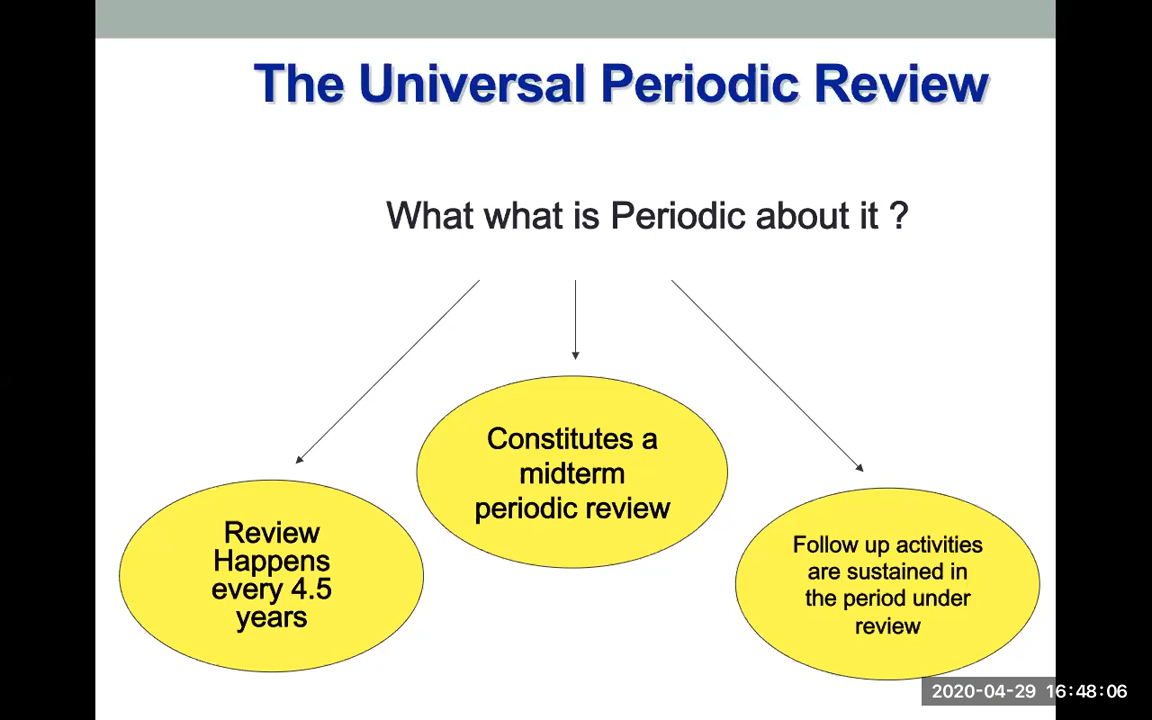 The Universal Periodic Review
What what is Periodic about it ?
Constitutes a
midterm
periodic review
Review
Happens
every 4.5
years
Follow up activities
are sustained in
the period under
review
2020-04-29 16:48:06